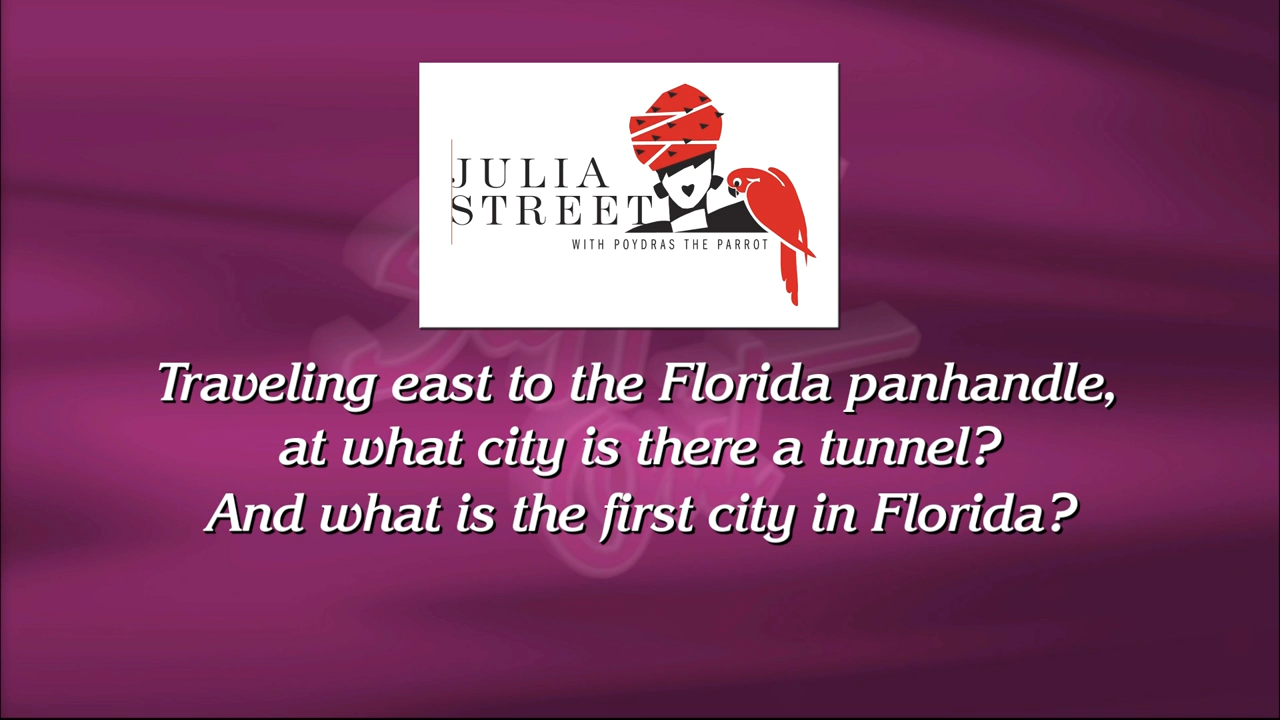 JULIA
STREET
WITH POYDRAS THE PARROT
Traveling east to the Florida panhandle,
at what city is there a tunnel?
And what is the first city in Florida?